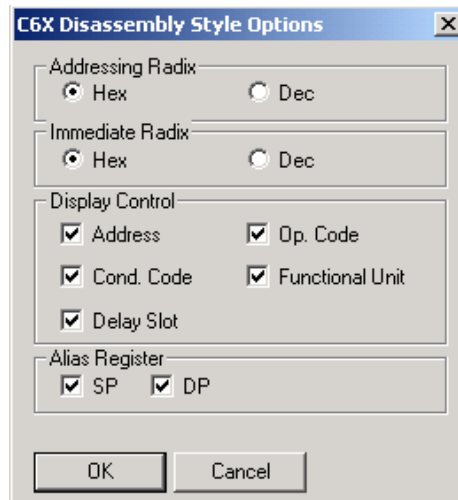 C6X Disassembly Style Options
Addressing Radix
Hex Dec
Immediate Radix
Hex Dec
Display Control
Address Op. Code
Cond. Code Functional Unit
Delay Slot
Alias Register
SP DP
OK Cancel